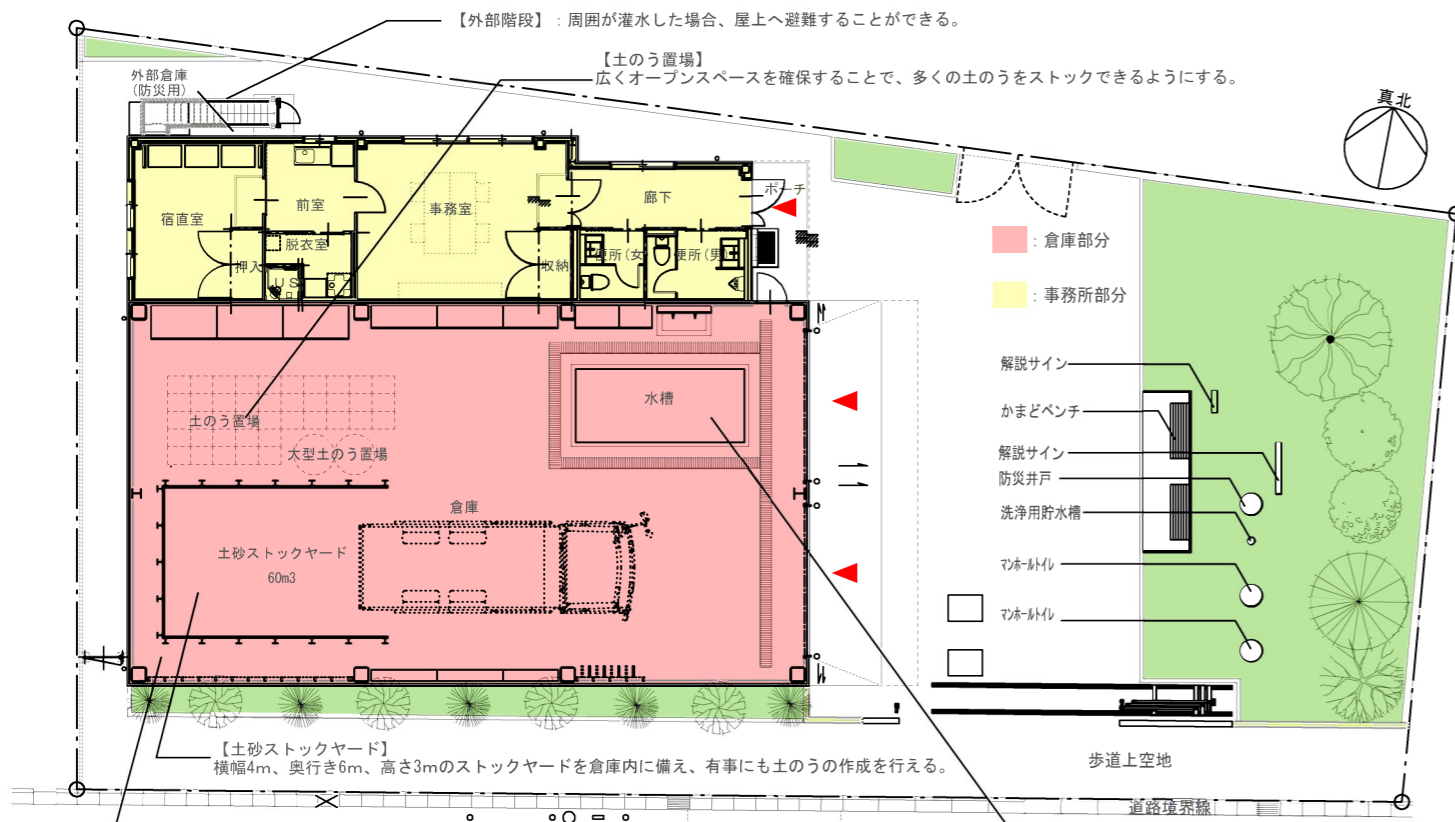 【外部階段】：周囲が灌水した場合、屋上へ避難することができる。
【土のう置場】
広くオープンスペースを確保することで、多くの土のうをストックできるようにする。
外部倉庫
(防災用)
真北
宿直室
前室
事務室
廊下
ポーチ
脱衣室
押入
US
収納
便所(女)
便所(男)
：倉庫部分
：事務所部分
解説サイン
かまどベンチ
解説サイン
防災井戸
洗浄用貯水槽
マンホールトイレ
マンホールトイレ
水槽
土のう置場
大型土のう置場
倉庫
土砂ストックヤード
60m3
【土砂ストックヤード】
横幅4m、奥行き6m、高さ3mのストックヤードを倉庫内に備え、有事にも土のうの作成を行える。
歩道上空地
道路境界線